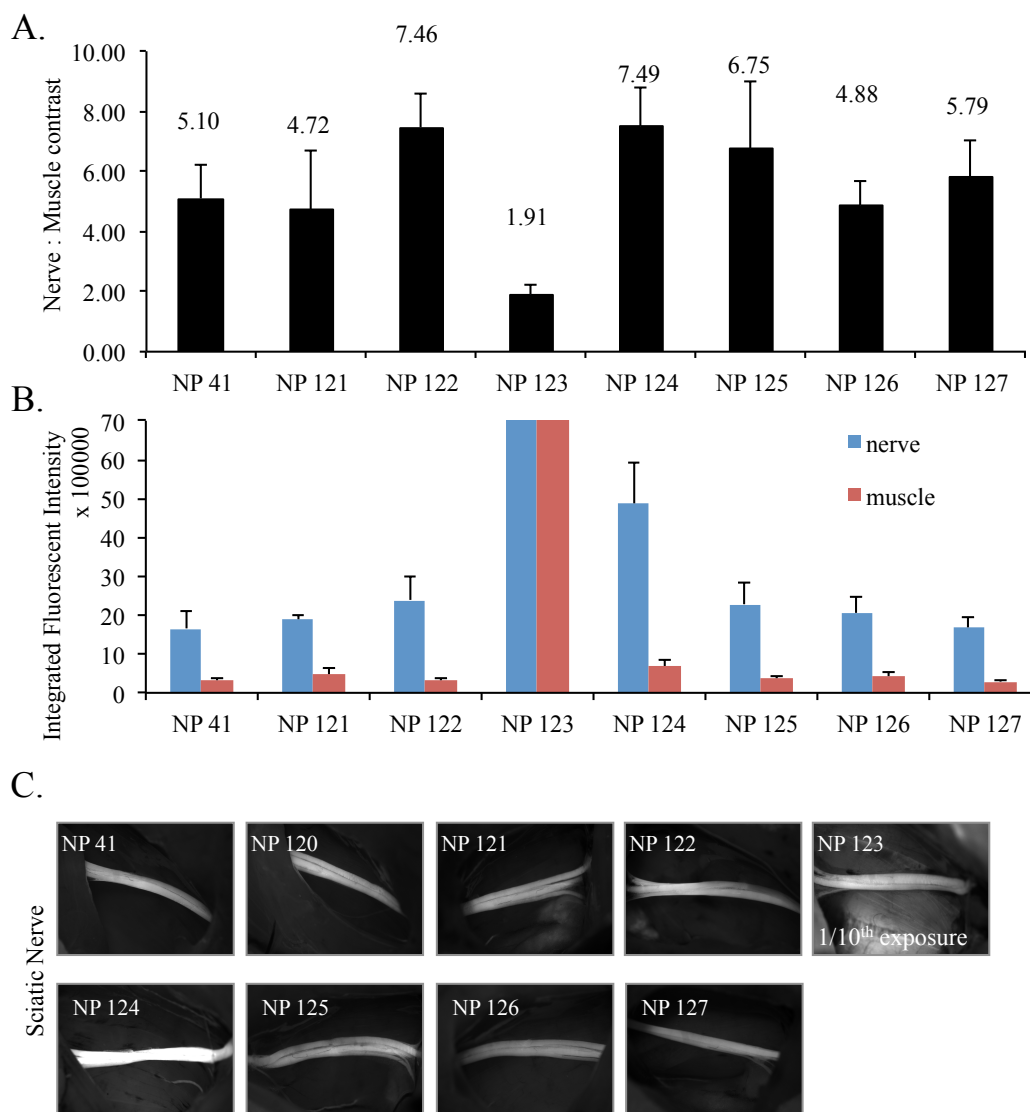 A.
Nerve : Muscle contrast
10.00
8.00
6.00
4.00
2.00
0.00
5.10
4.72
7.46
1.91
7.49
6.75
4.88
5.79
NP 41 NP 121 NP 122 NP 123 NP 124 NP 125 NP 126 NP 127
B.
Integrated Fluorescent Intensity
x 100000
70
60
50
40
30
20
10
0
nerve
muscle
NP 41 NP 121 NP 122 NP 123 NP 124 NP 125 NP 126 NP 127
C.
Sciatic Nerve
NP 41 NP 120 NP 121 NP 122 NP 123
1/10th exposure
NP 124 NP 125 NP 126 NP 127